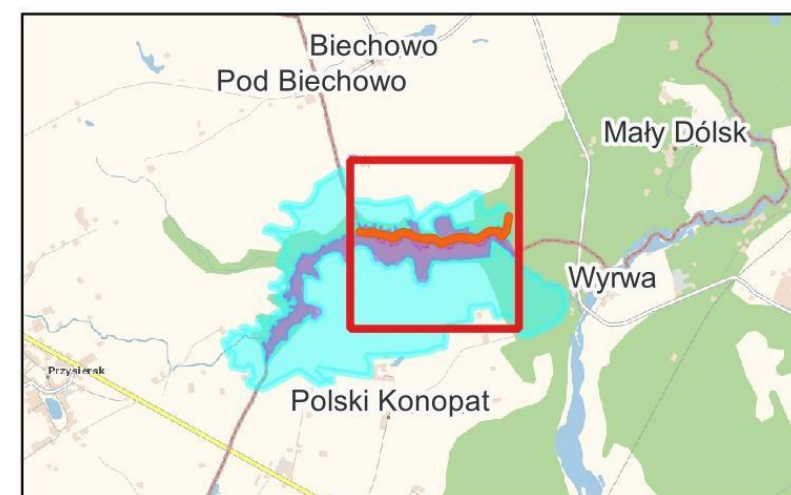 Biechowo
Pod Biechowo
Mały Dólsk
Wyrwa
Przysiersk
Polski Konopat